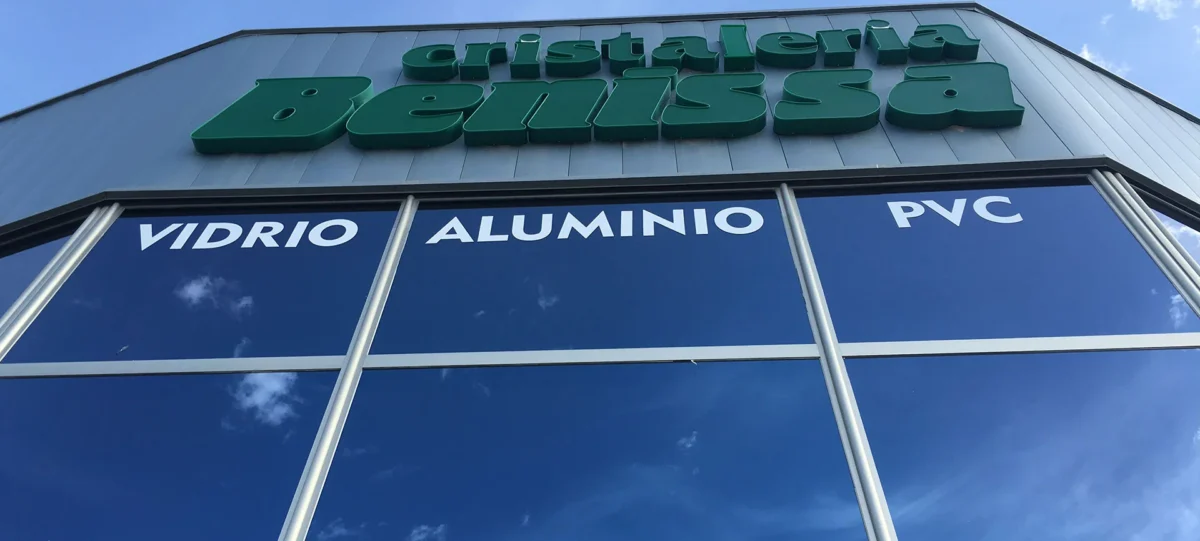 cristaleria
Benissa
VIDRIO ALUMINIO PVC